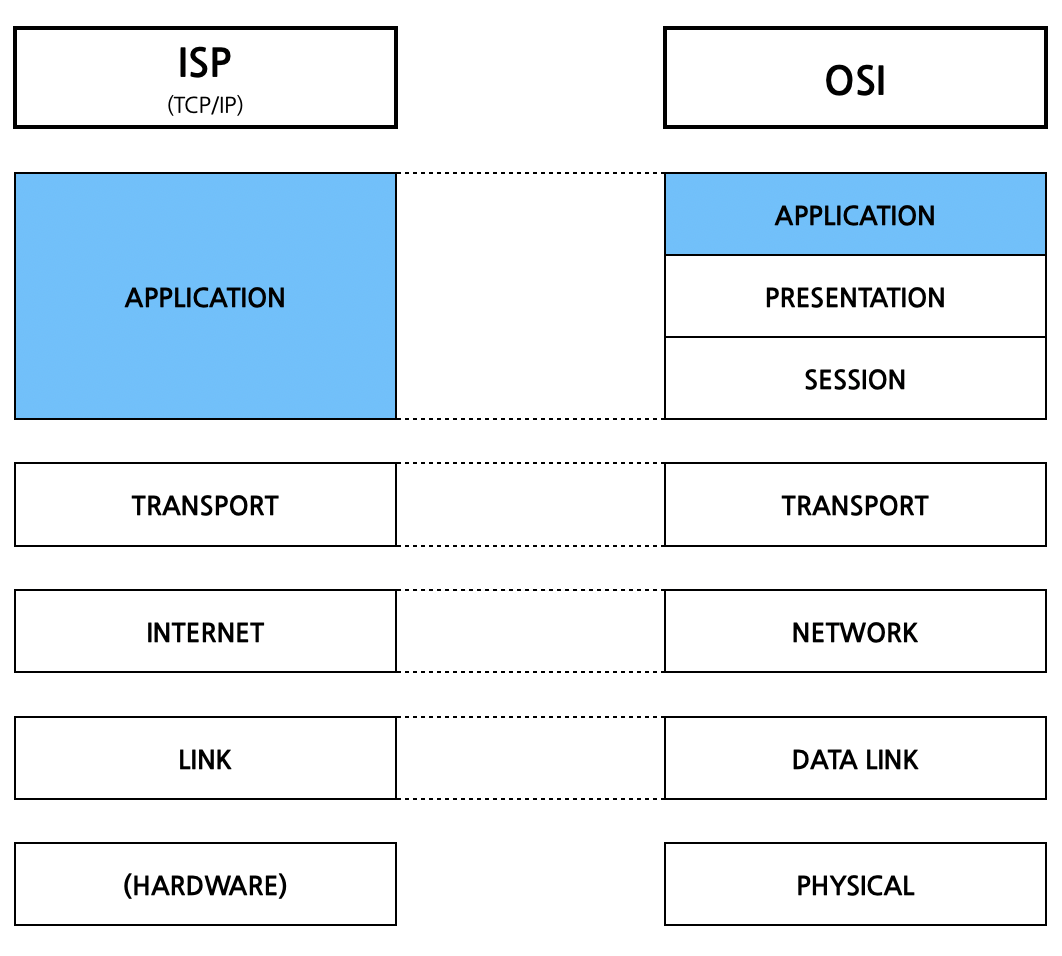 ISP
(TCP/IP)
OSI
APPLICATION
APPLICATION
PRESENTATION
SESSION
TRANSPORT
TRANSPORT
INTERNET
NETWORK
LINK
DATA LINK
(HARDWARE)
PHYSICAL